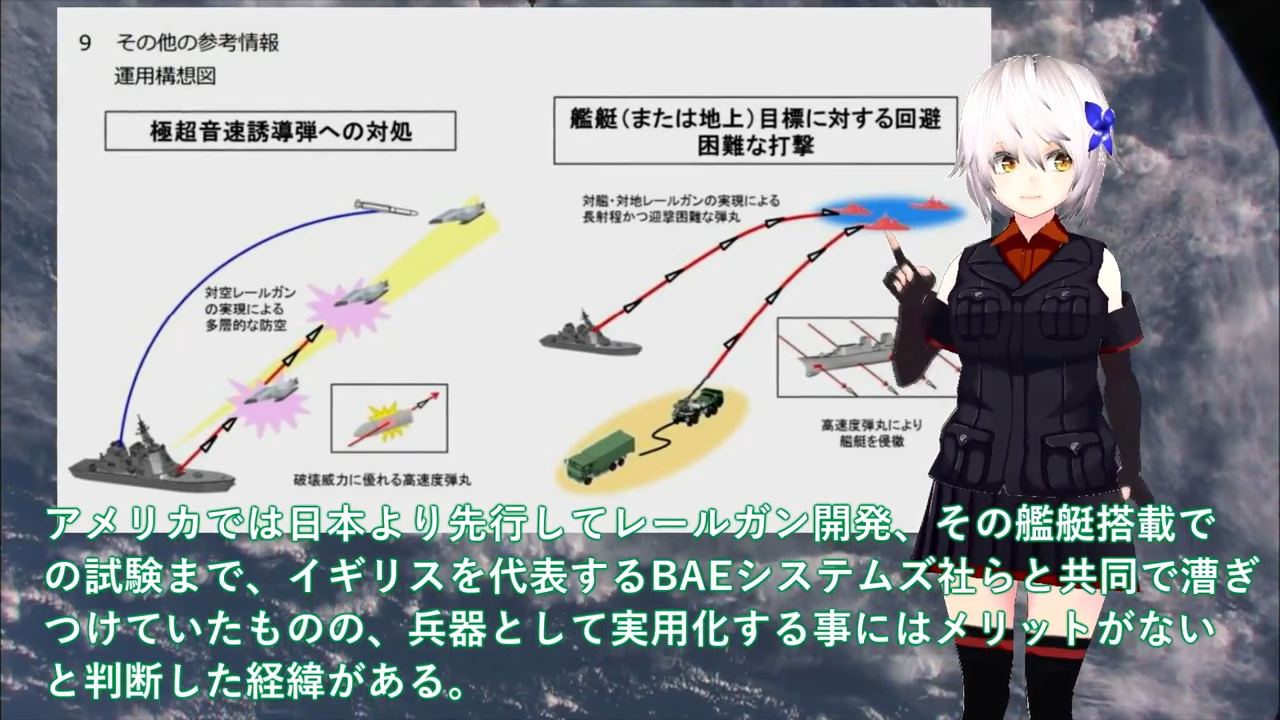 9 その他の参考情報
運用構想図
極超音速誘導弾への対処
対空レールガン
の実現による
多層的な防空
破壊威力に優れる高速度弾丸
艦艇(または地上)目標に対する回避
困難な打撃
対艦・対地レールガンの実現による
長射程かつ迎撃困難な弾丸
高速度弾丸により
艦艇を侵徹
アメリカでは日本より先行してレールガン開発、その艦艇搭載で
の試験まで、イギリスを代表するBAEシステムズ社らと共同で漕ぎ
つけていたものの、兵器として実用化する事にはメリットがない
と判断した経緯がある。